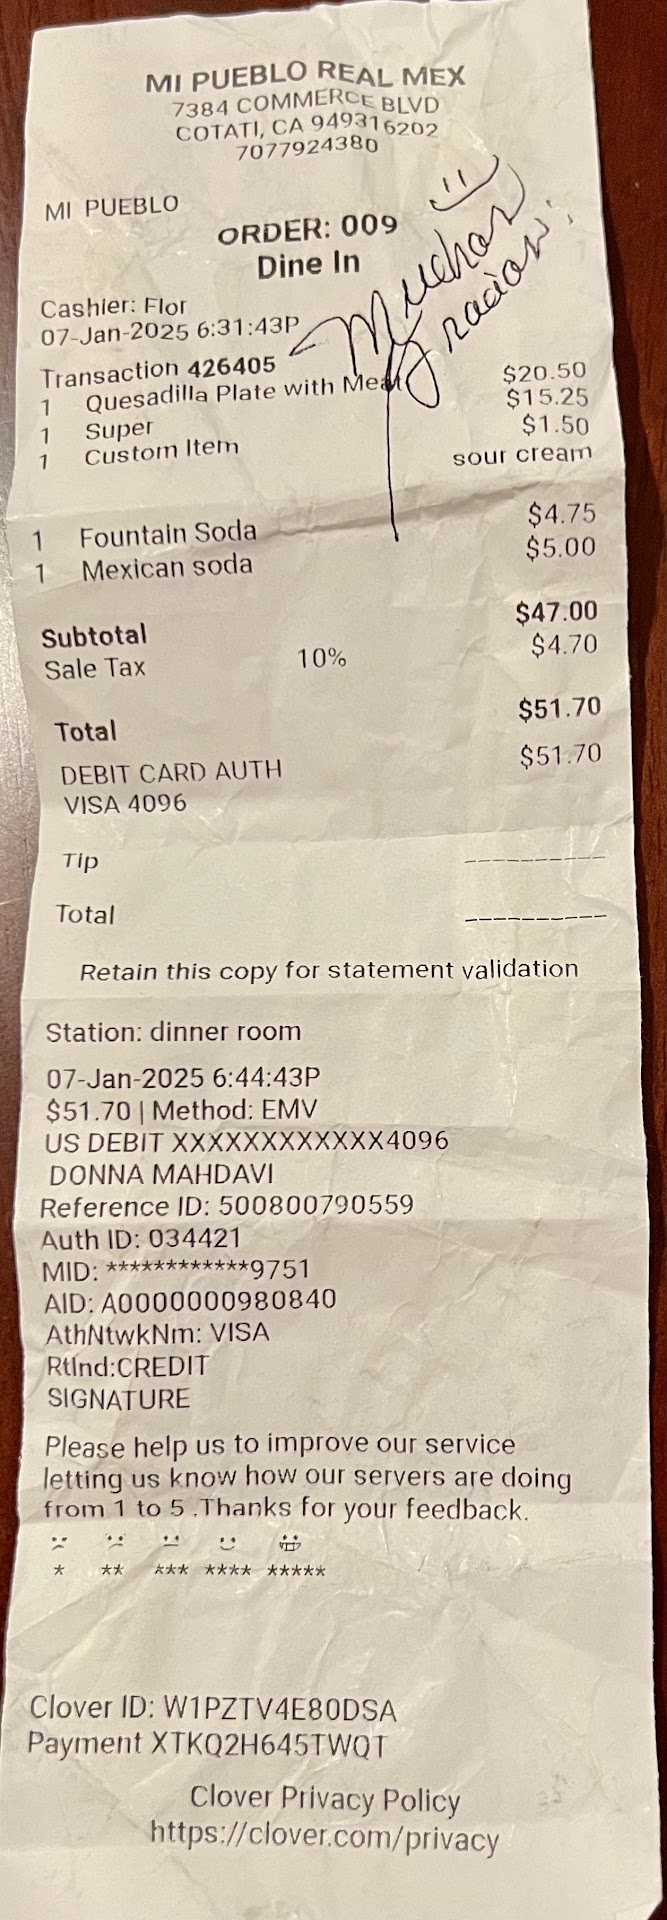 MI PUEBLO REAL MEX
7384 COMMERCE BLVD
COTATI, CA 949316202
7077924380
MI PUEBLO
ORDER: 009
Dine In
Muchas
Gracias!
Cashier: Flor
07-Jan-2025 6:31:43P
Transaction 426405
1 Quesadilla Plate with Meat $20.50
1 Super $15.25
1 Custom Item $1.50
sour cream
1 Fountain Soda $4.75
1 Mexican soda $5.00
Subtotal $47.00
Sale Tax 10% $4.70
Total $51.70
DEBIT CARD AUTH $51.70
VISA 4096
Tip ----------
Total ----------
Retain this copy for statement validation
Station: dinner room
07-Jan-2025 6:44:43P
$51.70 | Method: EMV
US DEBIT XXXXXXXXXXXX4096
DONNA MAHDAVI
Reference ID: 500800790559
Auth ID: 034421
MID: ************9751
AID: A0000000980840
AthNtwkNm: VISA
RtInd:CREDIT
SIGNATURE
Please help us to improve our service
letting us know how our servers are doing
from 1 to 5 .Thanks for your feedback.
* ** *** **** *****
Clover ID: W1PZTV4E80DSA
Payment XTKQ2H645TWQT
Clover Privacy Policy
https://clover.com/privacy